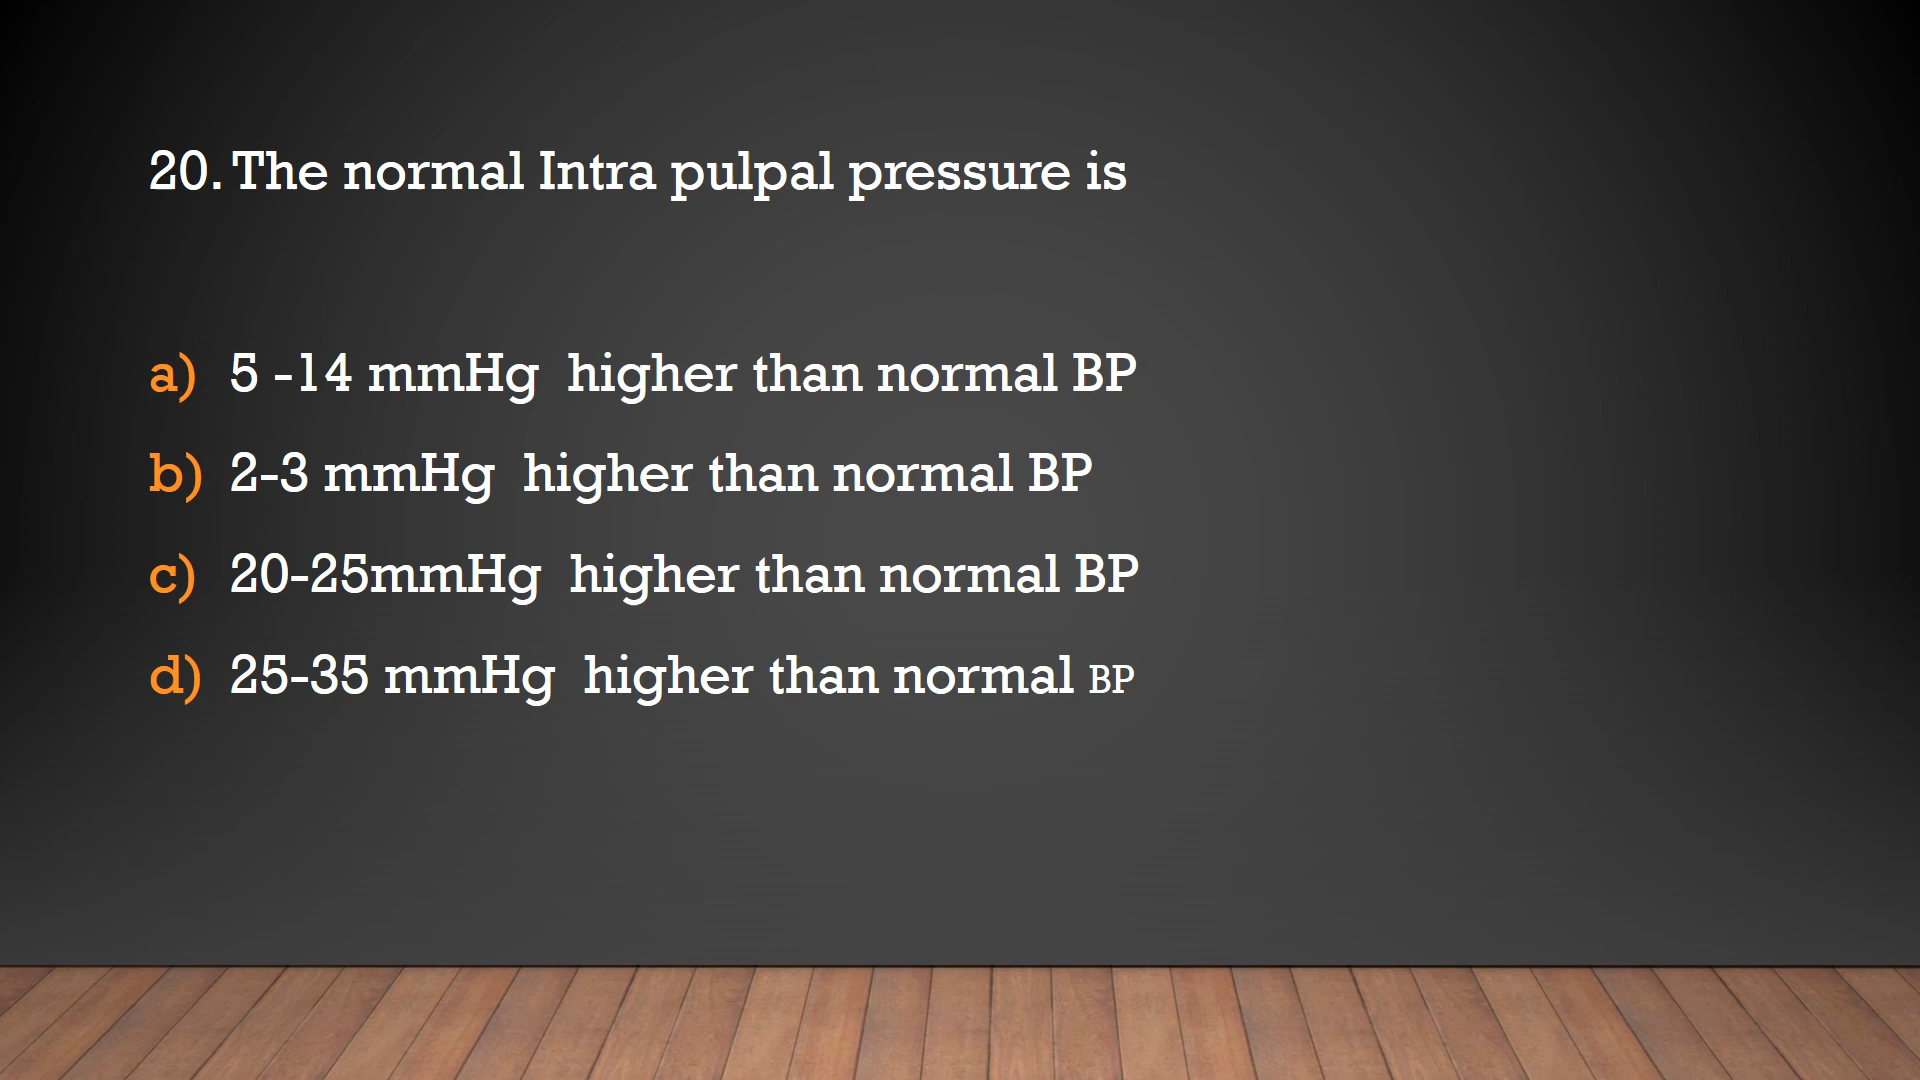 20. The normal Intra pulpal pressure is
a) 5 -14 mmHg higher than normal BP
b) 2-3 mmHg higher than normal BP
c) 20-25mmHg higher than normal BP
d) 25-35 mmHg higher than normal BP